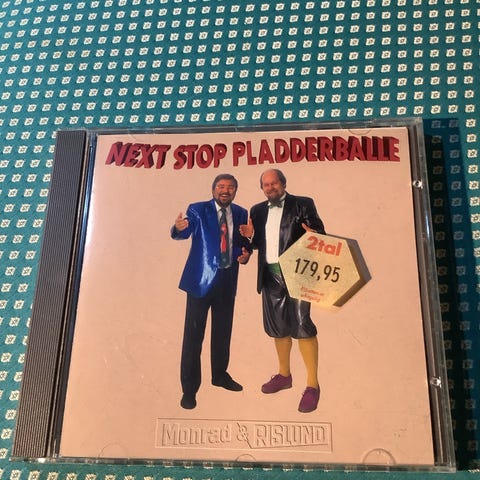 NEXT STOP PLADDERBALLE
2tal
179,95
Monrad & RISLUND